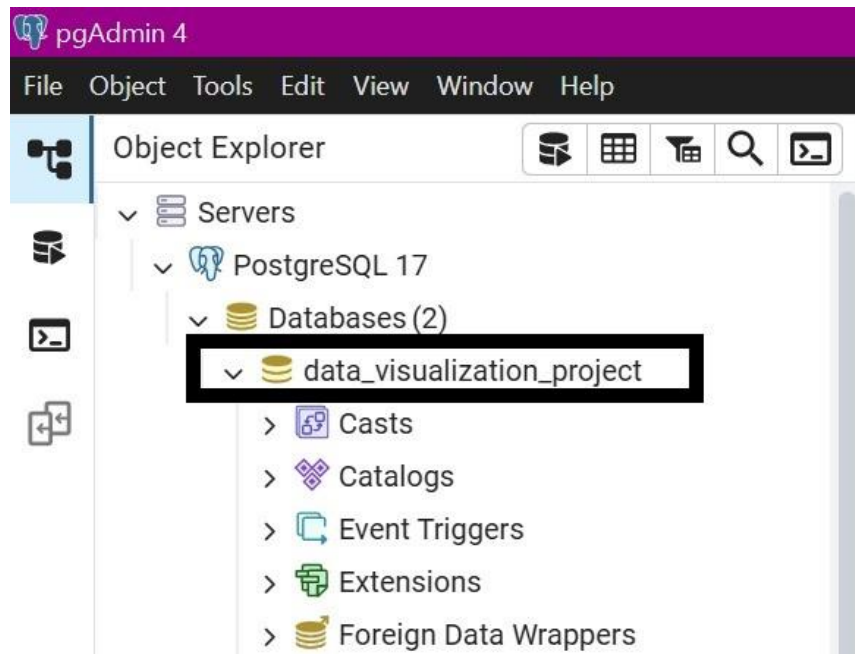 pgAdmin 4
File Object Tools Edit View Window Help
Object Explorer
Servers
PostgreSQL 17
Databases (2)
data_visualization_project
Casts
Catalogs
Event Triggers
Extensions
Foreign Data Wrappers